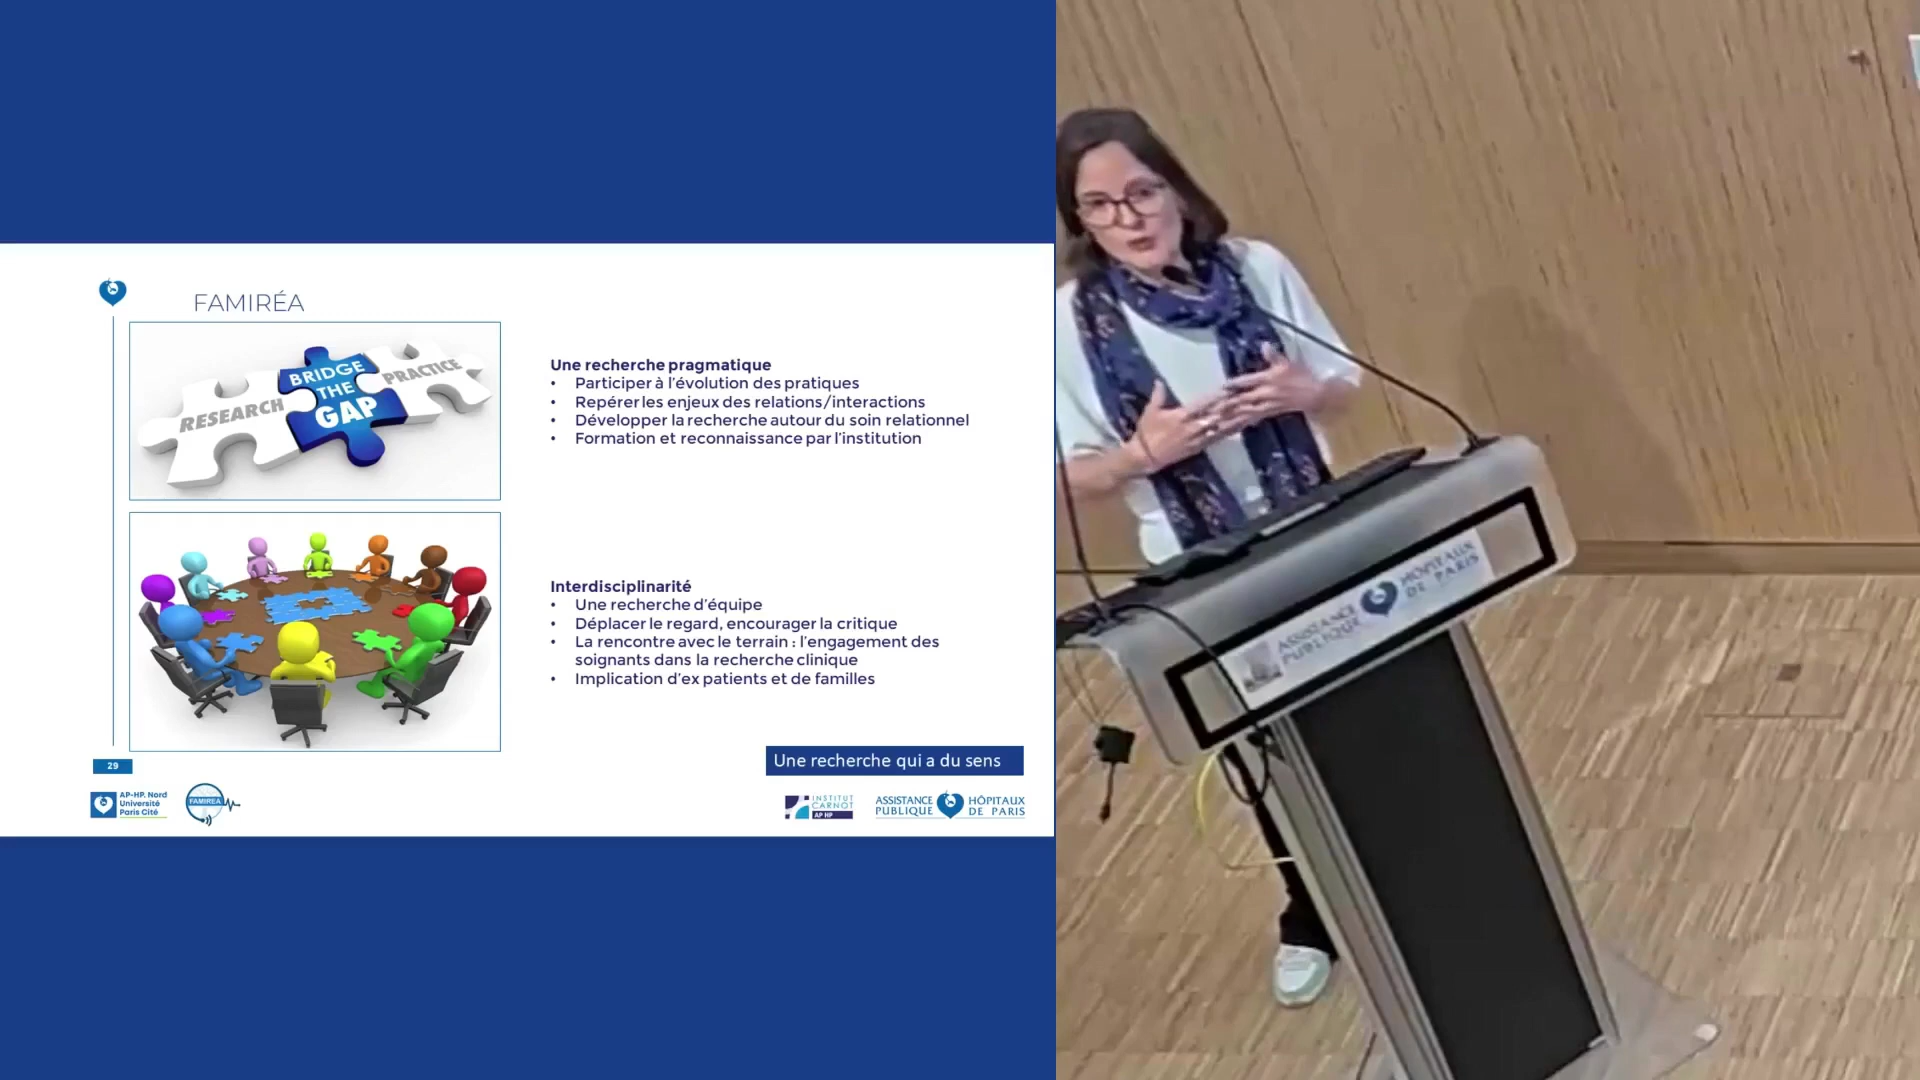 FAMIRÉA
RESEARCH
BRIDGE
THE
GAP
PRACTICE
Une recherche pragmatique
• Participer à l'évolution des pratiques
• Repérer les enjeux des relations/interactions
• Développer la recherche autour du soin relationnel
• Formation et reconnaissance par l'institution
Interdisciplinarité
• Une recherche d'équipe
• Déplacer le regard, encourager la critique
• La rencontre avec le terrain : l'engagement des
soignants dans la recherche clinique
• Implication d'ex patients et de familles
Une recherche qui a du sens
29
AP-HP. Nord
Université
Paris Cité
FAMIREA
INSTITUT
CARNOT
AP HP
ASSISTANCE
PUBLIQUE
HÔPITAUX
DE PARIS
ASSISTANCE
PUBLIQUE
HÔPITAUX
DE PARIS